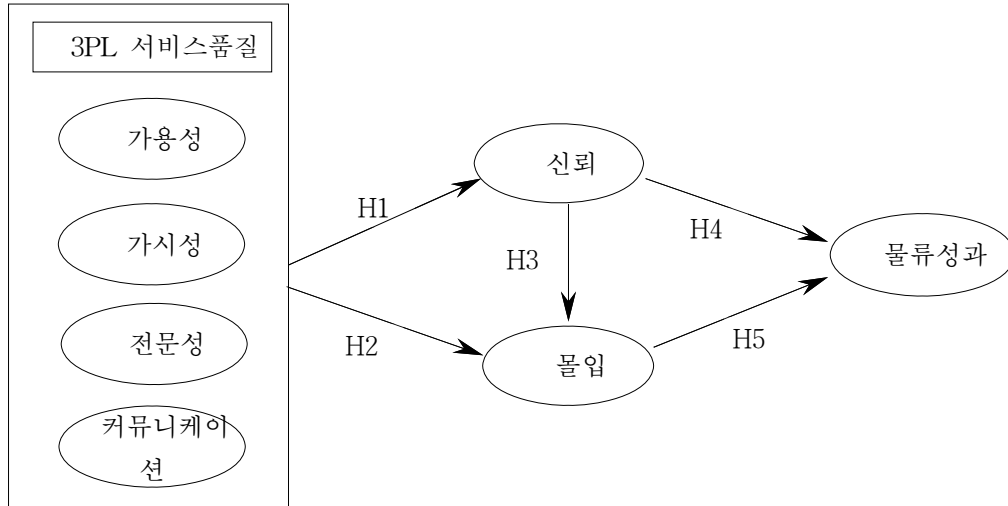 3PL 서비스품질
가용성
가시성
전문성
커뮤니케이
션
H1
H2
신뢰
H3
몰입
H4
H5
물류성과